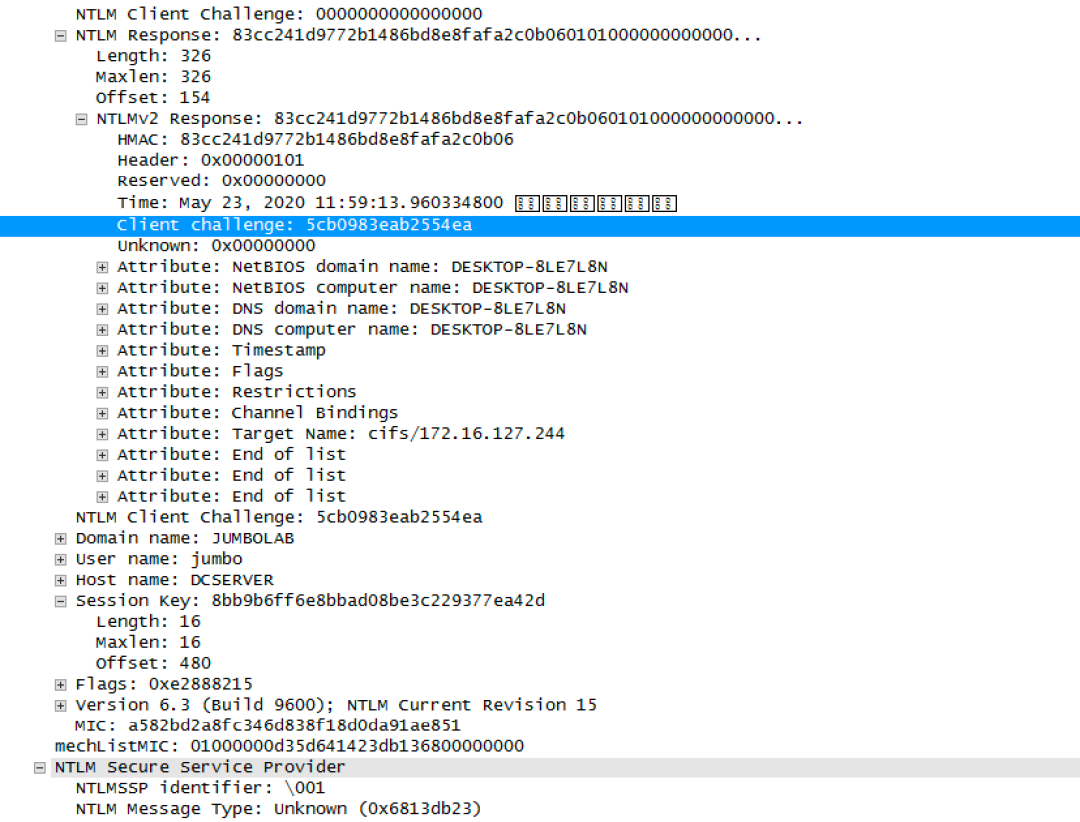 NTLM Client Challenge: 0000000000000000
NTLM Response: 83cc241d9772b1486bd8e8fafa2c0b060101000000000000...
Length: 326
Maxlen: 326
Offset: 154
NTLMv2 Response: 83cc241d9772b1486bd8e8fafa2c0b060101000000000000...
HMAC: 83cc241d9772b1486bd8e8fafa2c0b06
Header: 0x00000101
Reserved: 0x00000000
Time: May 23, 2020 11:59:13.960334800
Client challenge: 5cb0983eab2554ea
Unknown: 0x00000000
Attribute: NetBIOS domain name: DESKTOP-8LE7L8N
Attribute: NetBIOS computer name: DESKTOP-8LE7L8N
Attribute: DNS domain name: DESKTOP-8LE7L8N
Attribute: DNS computer name: DESKTOP-8LE7L8N
Attribute: Timestamp
Attribute: Flags
Attribute: Restrictions
Attribute: Channel Bindings
Attribute: Target Name: cifs/172.16.127.244
Attribute: End of list
Attribute: End of list
Attribute: End of list
NTLM Client Challenge: 5cb0983eab2554ea
Domain name: JUMBOLAB
User name: jumbo
Host name: DCSERVER
Session Key: 8bb9b6ff6e8bbad08be3c229377ea42d
Length: 16
Maxlen: 16
Offset: 480
Flags: 0xe2888215
Version 6.3 (Build 9600); NTLM Current Revision 15
MIC: a582bd2a8fc346d838f18d0da91ae851
mechListMIC: 01000000d35d641423db136800000000
NTLM Secure Service Provider
NTLMSSP identifier: \001
NTLM Message Type: Unknown (0x6813db23)